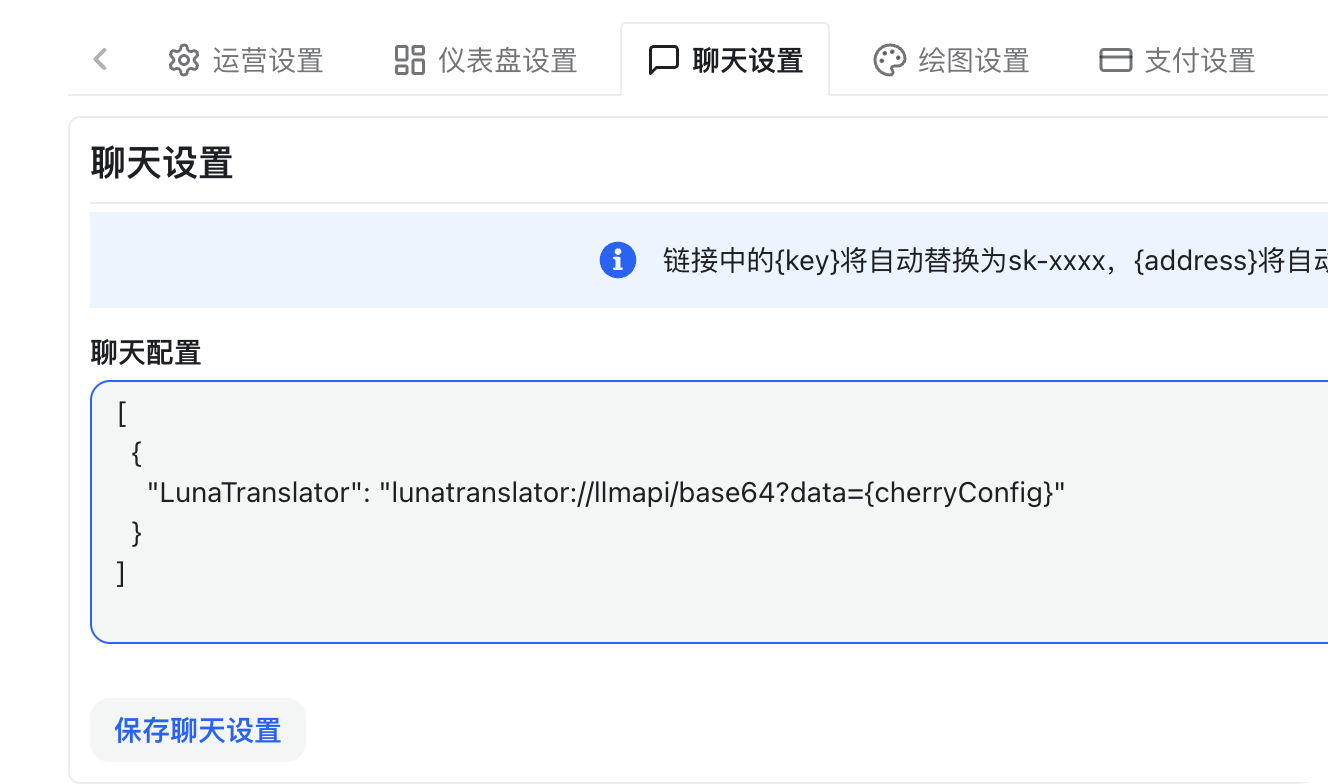 运营设置 仪表盘设置 聊天设置 绘图设置 支付设置
聊天设置
链接中的{key}将自动替换为sk-xxxx，{address}将自动
聊天配置
[
{
"LunaTranslator": "lunatranslator://llmapi/base64?data={cherryConfig}"
}
]
保存聊天设置